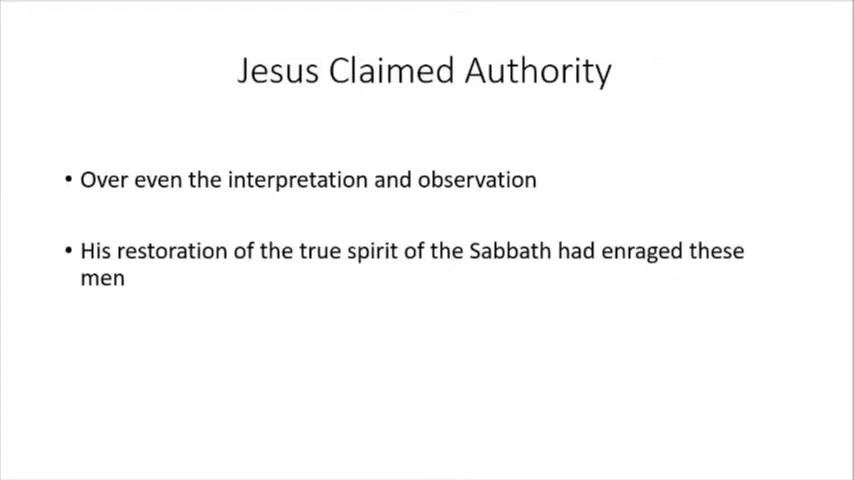 Jesus Claimed Authority
• Over even the interpretation and observation
• His restoration of the true spirit of the Sabbath had enraged these
men